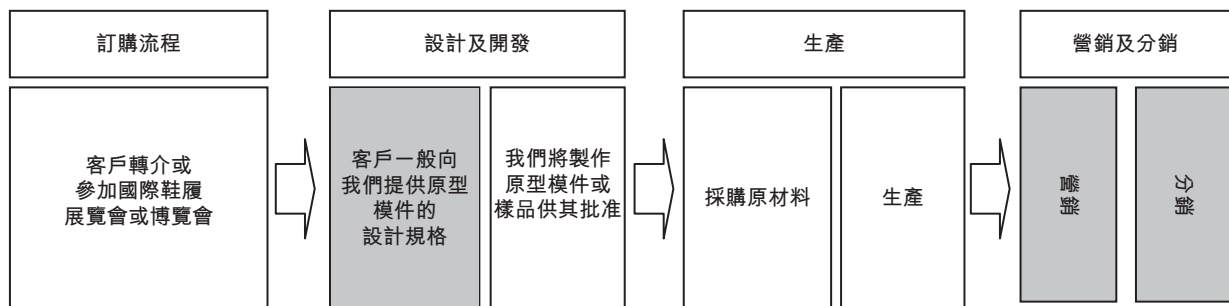 訂購流程
設計及開發
生產
營銷及分銷
客戶轉介或
參加國際鞋履
展覽會或博覽會
客戶一般向
我們提供原型
模件的
設計規格
我們將製作
原型模件或
樣品供其批准
採購原材料
生產
營銷
分銷